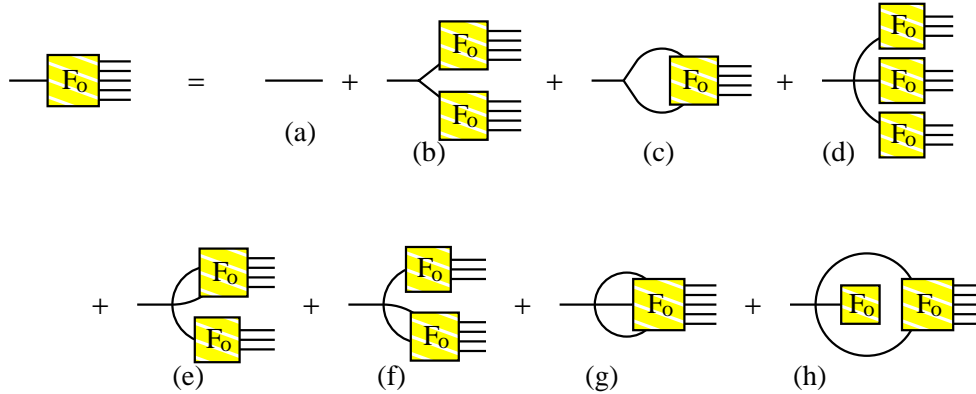 Fo = + Fo Fo + Fo + Fo Fo Fo
(a) (b) (c) (d)
+ Fo Fo + Fo Fo + Fo + Fo Fo
(e) (f) (g) (h)